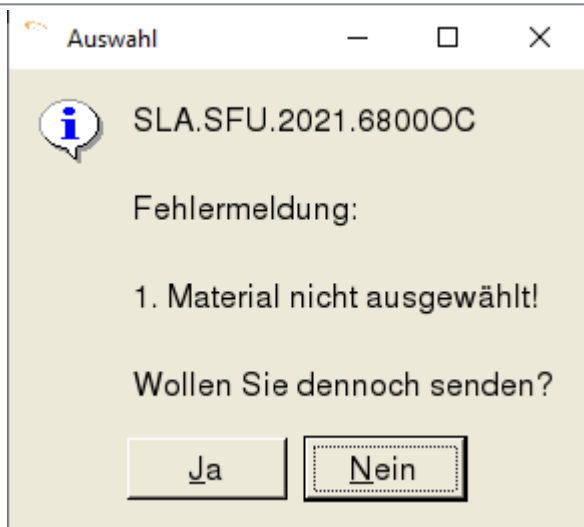 Auswahl
SLA.SFU.2021.6800OC
Fehlermeldung:
1. Material nicht ausgewählt!
Wollen Sie dennoch senden?
Ja
Nein